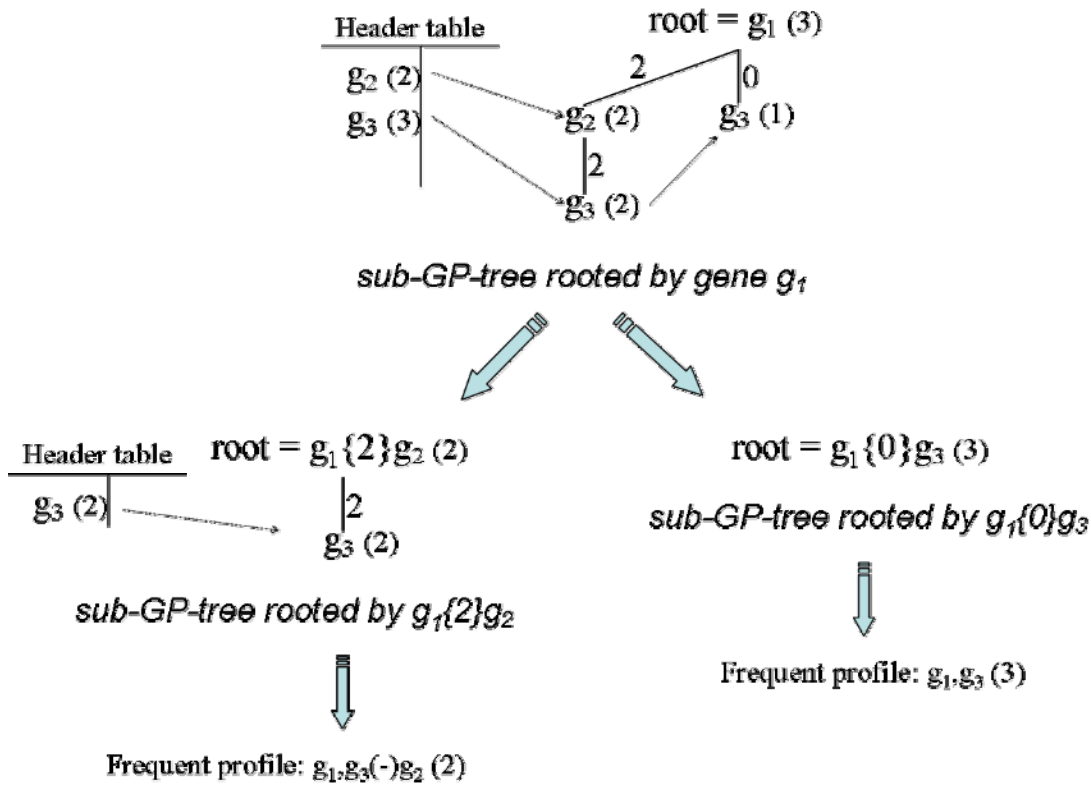 Header table
root = g₁ (3)
g₂ (2)
g₃ (3)
2
0
g₂ (2)
g₃ (1)
2
g₃ (2)
sub-GP-tree rooted by gene g₁
Header table
g₃ (2)
root = g₁{2}g₂ (2)
2
g₃ (2)
sub-GP-tree rooted by g₁{2}g₂
Frequent profile: g₁,g₃(-)g₂ (2)
root = g₁{0}g₃ (3)
sub-GP-tree rooted by g₁{0}g₃
Frequent profile: g₁,g₃ (3)